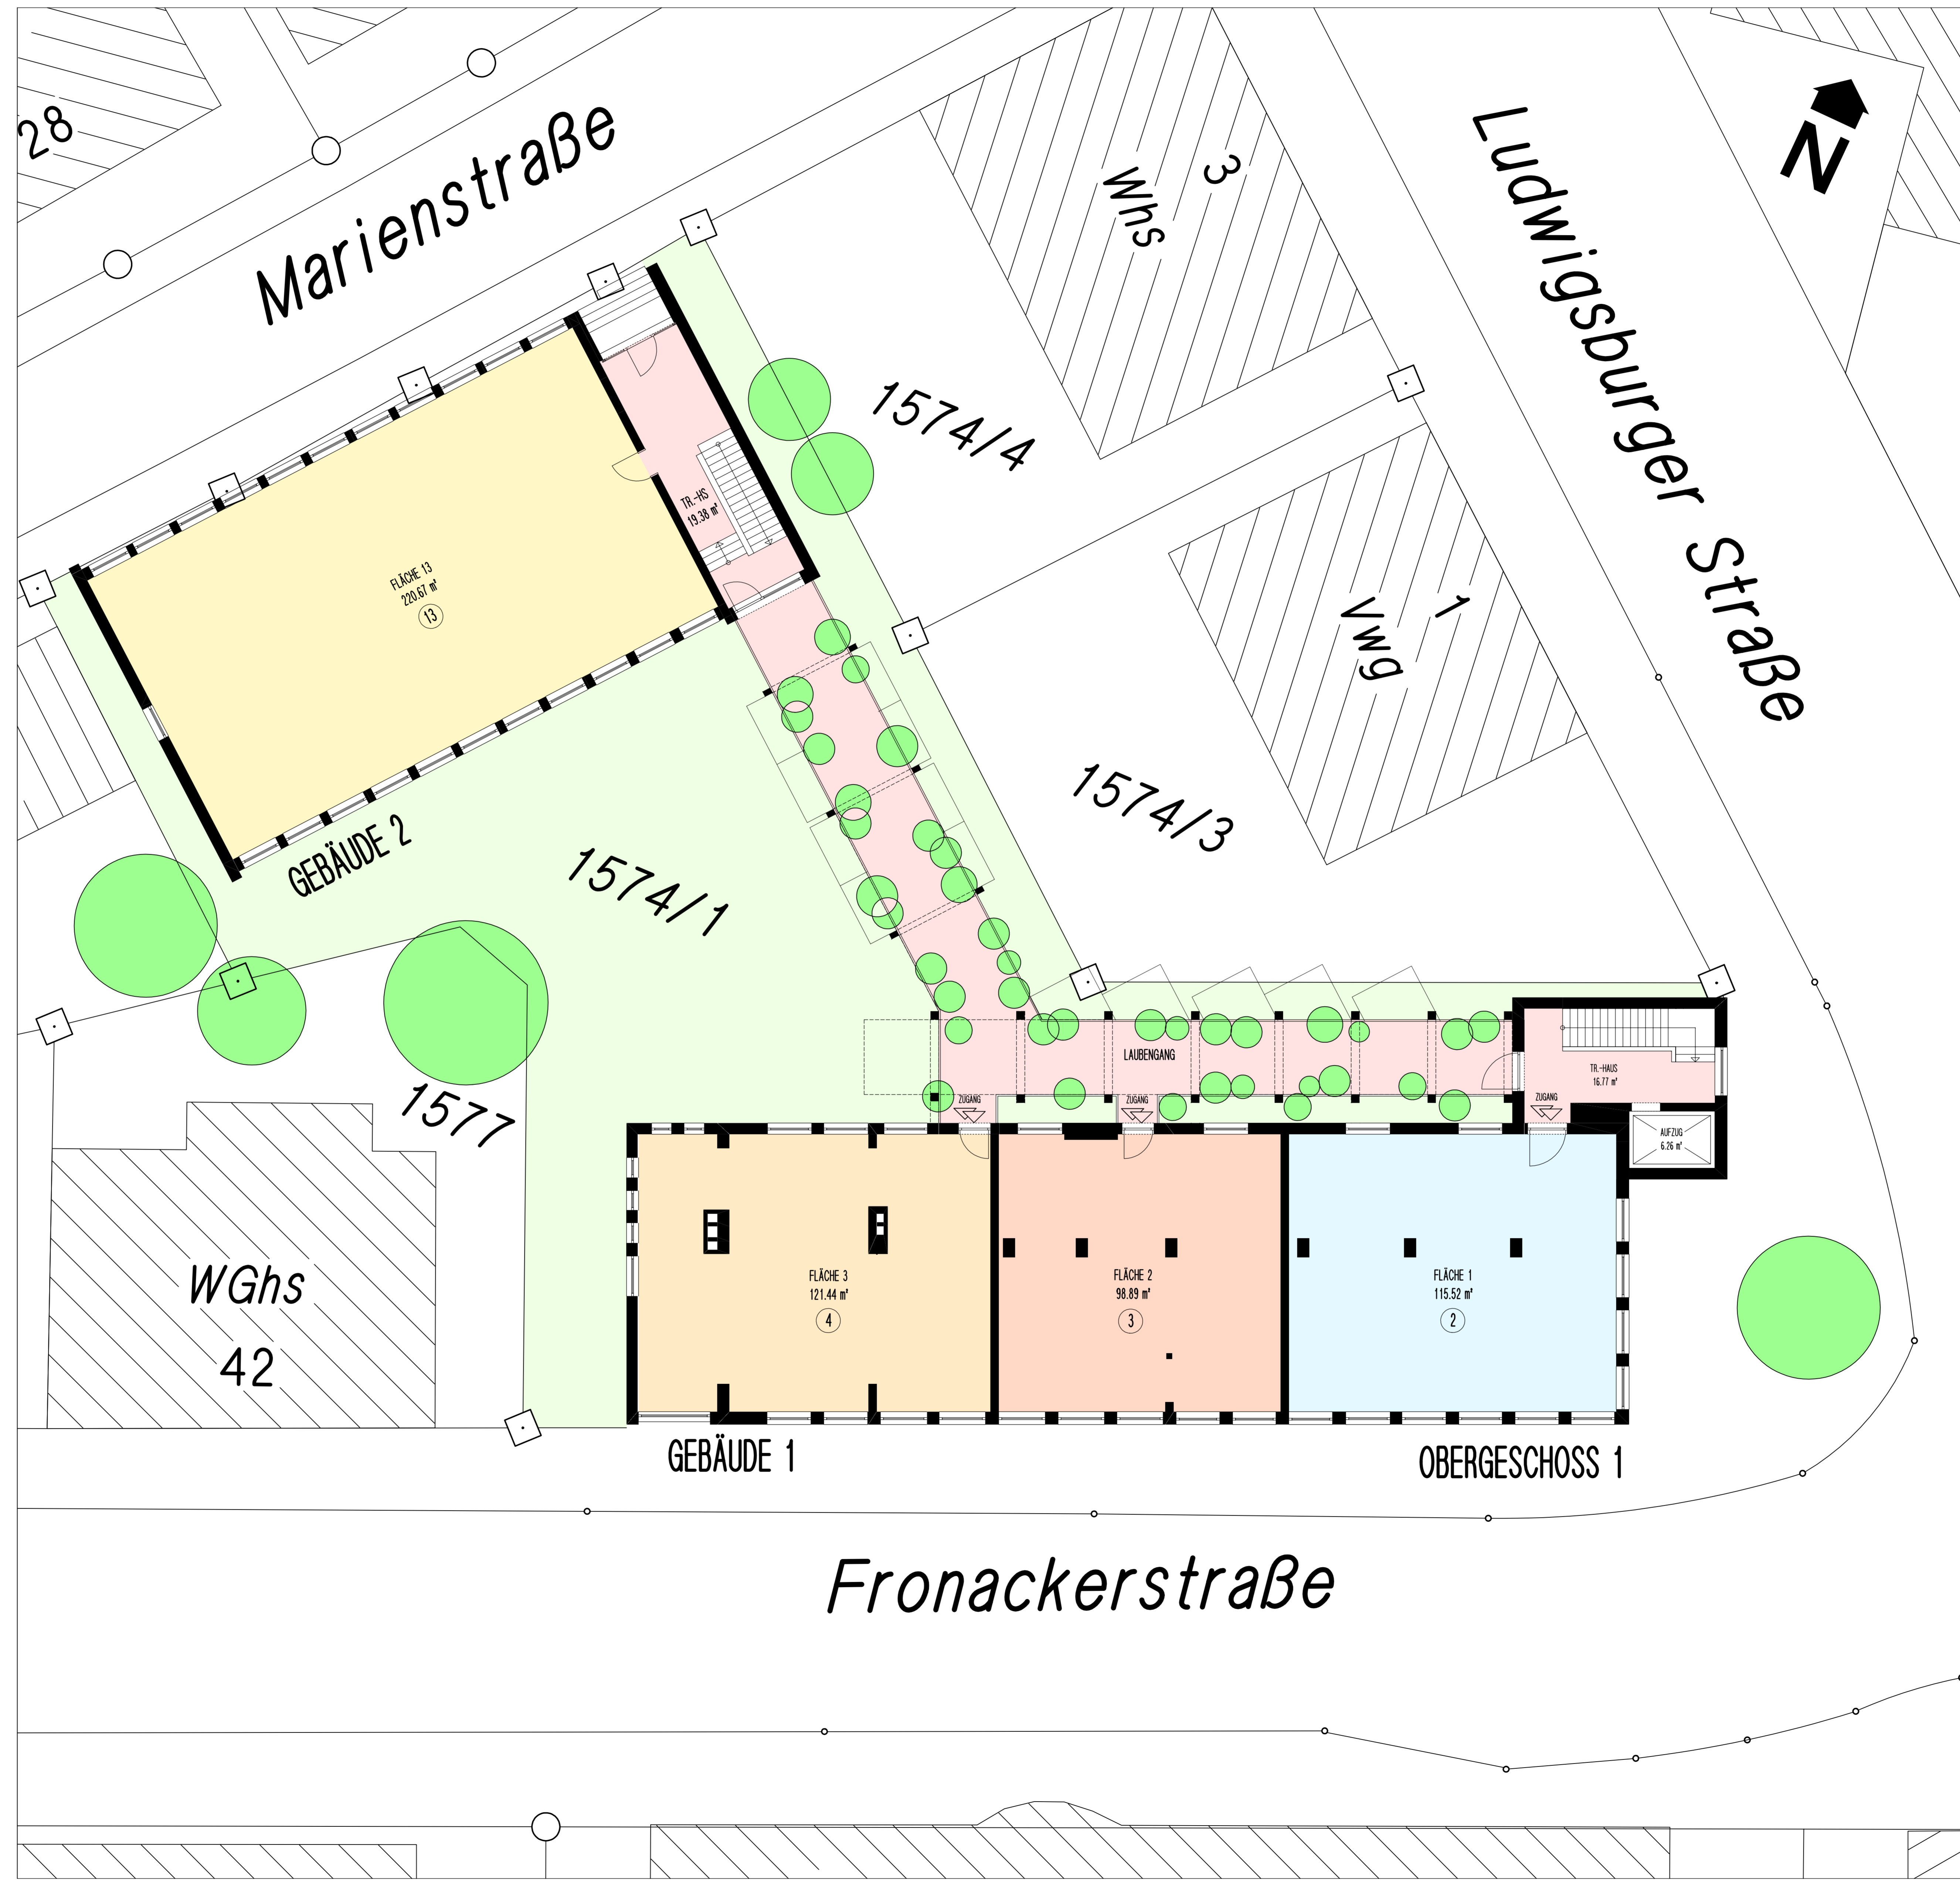 28
Marienstraße
Whs
3
Ludwigsburger Straße
N
1574/4
TR.-HS
19.38 m²
FLÄCHE 13
220.67 m²
13
Vwg
1
1574/3
GEBÄUDE 2
1574/1
1577
LAUBENGANG
ZUGANG
ZUGANG
ZUGANG
TR.-HAUS
16.77 m²
AUFZUG
6.26 m²
WGhs
42
FLÄCHE 3
121.44 m²
4
FLÄCHE 2
98.89 m²
3
FLÄCHE 1
115.52 m²
2
GEBÄUDE 1
OBERGESCHOSS 1
Fronackerstraße